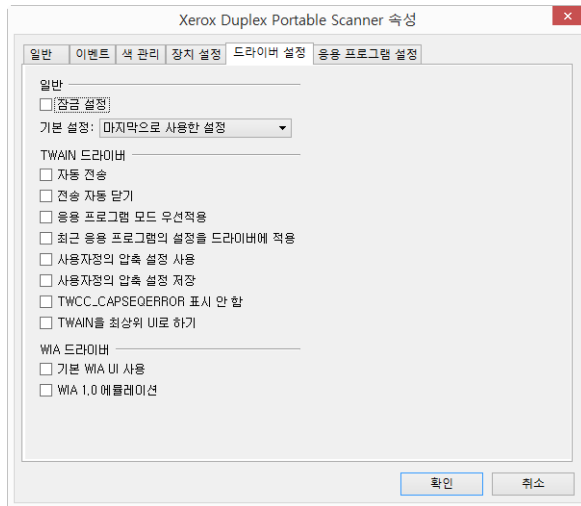 Xerox Duplex Portable Scanner 속성
일반 이벤트 색 관리 장치 설정 드라이버 설정 응용 프로그램 설정
일반
잠금 설정
기본 설정: 마지막으로 사용한 설정
TWAIN 드라이버
자동 전송
전송 자동 닫기
응용 프로그램 모드 우선적용
최근 응용 프로그램의 설정을 드라이버에 적용
사용자정의 압축 설정 사용
사용자정의 압축 설정 저장
TWCC_CAPSEQERROR 표시 안 함
TWAIN을 최상위 UI로 하기
WIA 드라이버
기본 WIA UI 사용
WIA 1.0 에뮬레이션
확인 취소